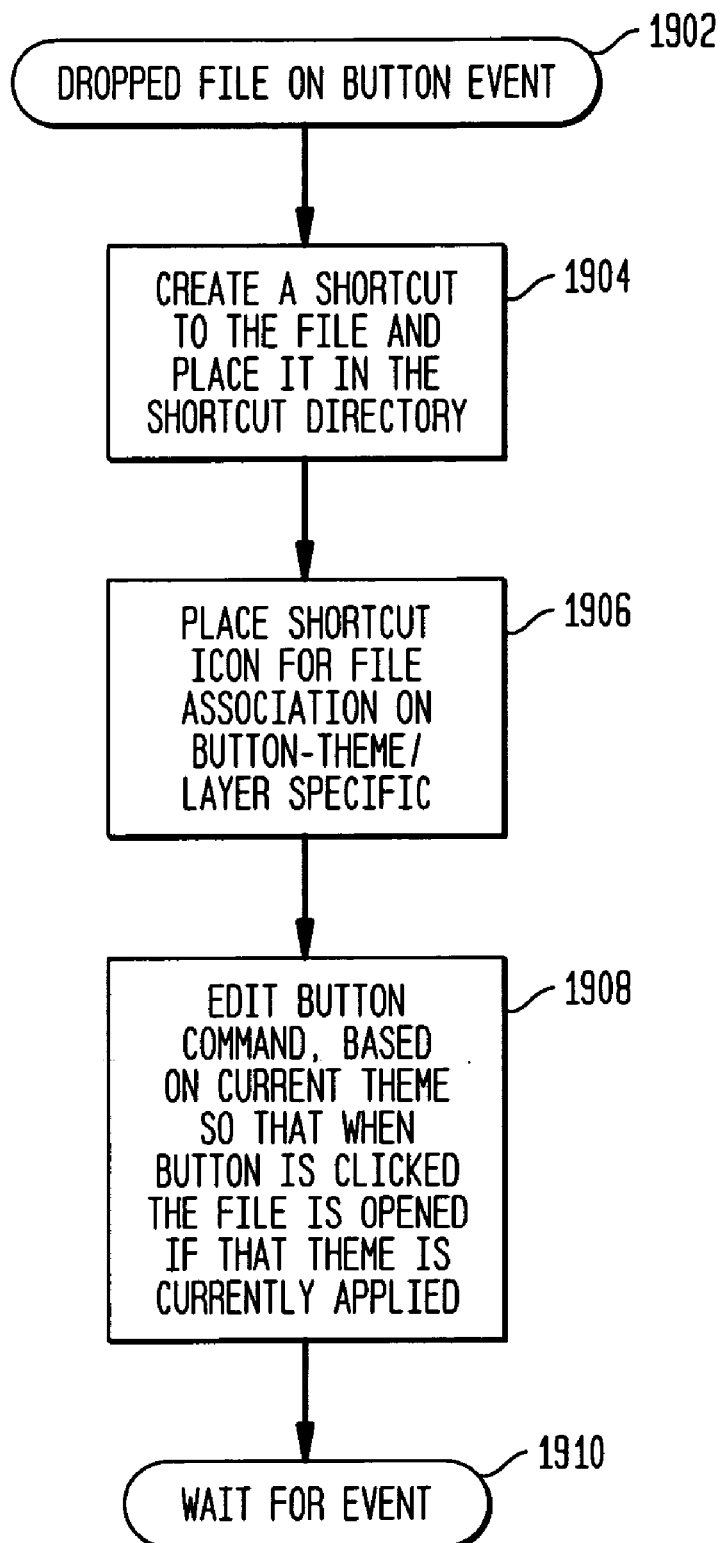 1902
DROPPED FILE ON BUTTON EVENT
1904
CREATE A SHORTCUT
TO THE FILE AND
PLACE IT IN THE
SHORTCUT DIRECTORY
1906
PLACE SHORTCUT
ICON FOR FILE
ASSOCIATION ON
BUTTON-THEME/
LAYER SPECIFIC
1908
EDIT BUTTON
COMMAND, BASED
ON CURRENT THEME
SO THAT WHEN
BUTTON IS CLICKED
THE FILE IS OPENED
IF THAT THEME IS
CURRENTLY APPLIED
1910
WAIT FOR EVENT